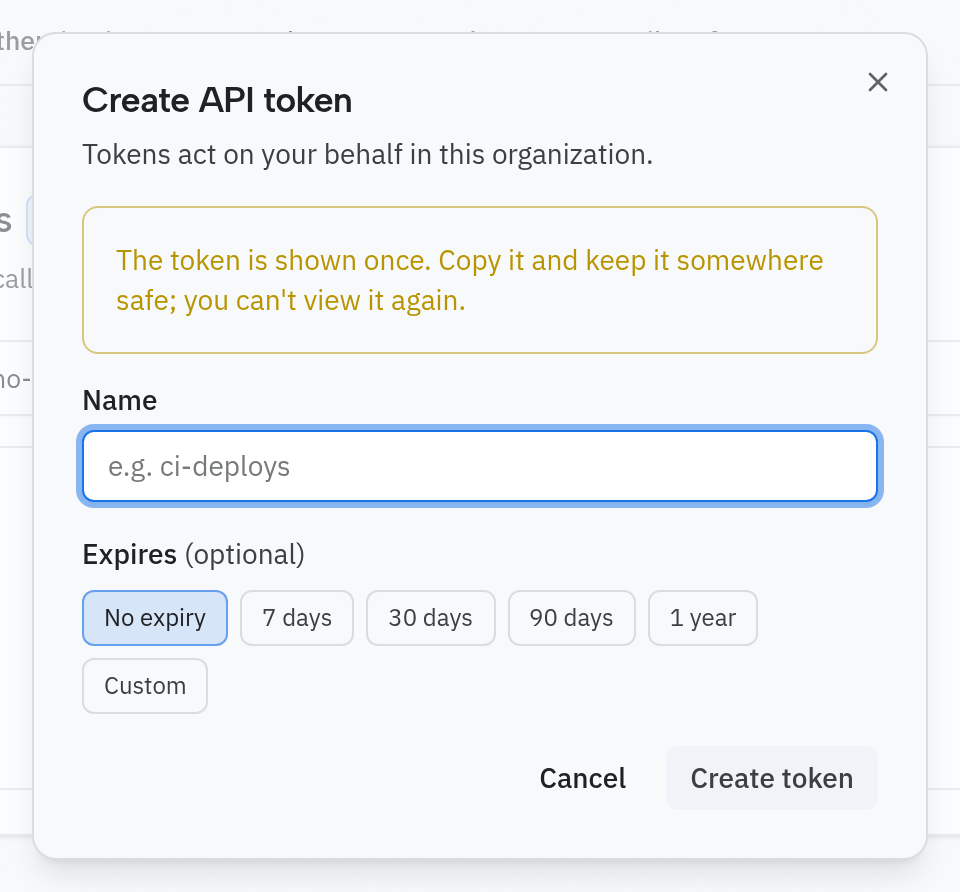 Create API token
Tokens act on your behalf in this organization.
The token is shown once. Copy it and keep it somewhere
safe; you can't view it again.
Name
e.g. ci-deploys
Expires (optional)
No expiry 7 days 30 days 90 days 1 year
Custom
Cancel Create token